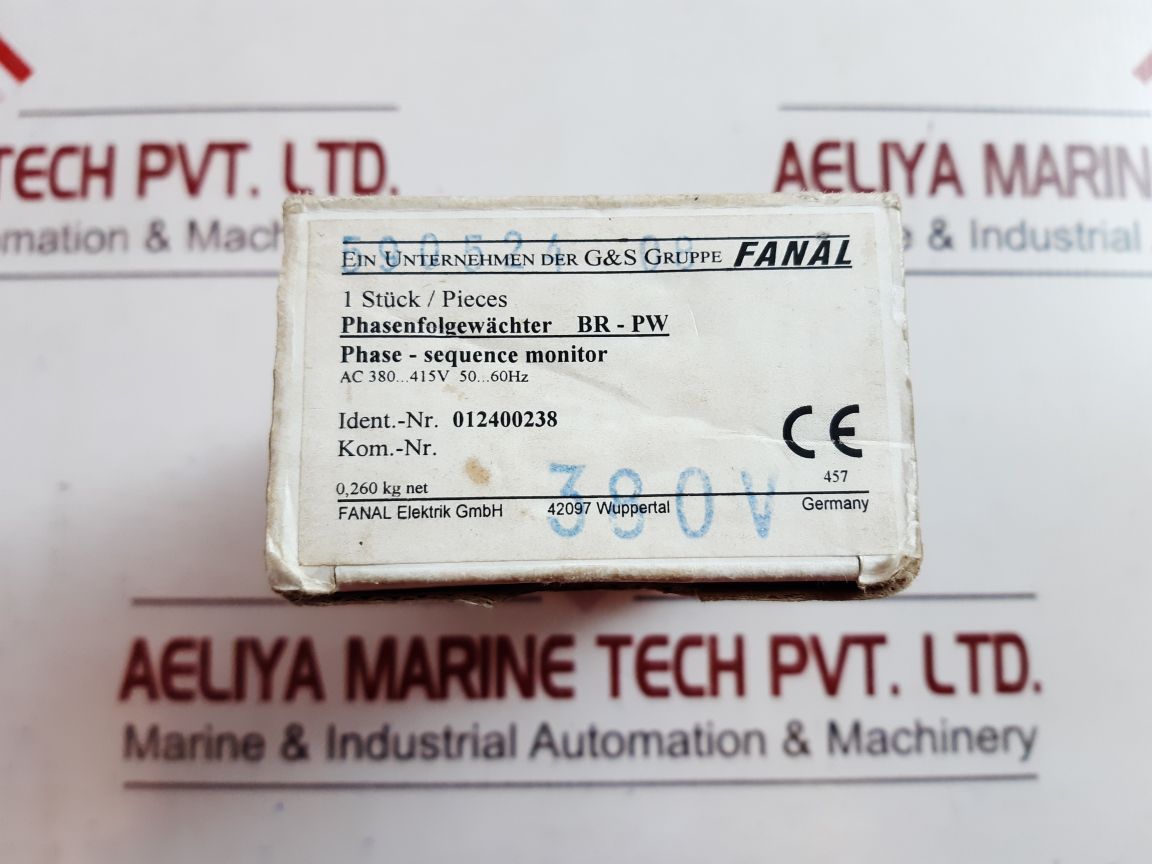 TECH PVT. LTD.
AELIYA MARIN
& Industrial
590524 08
EIN UNTERNEHMEN DER G&S GRUPPE FANAL
1 Stück / Pieces
Phasenfolgewächter BR - PW
Phase - sequence monitor
AC 380...415V 50...60Hz
Ident.-Nr. 012400238
Kom.-Nr.
CE
457
0,260 kg net
380V
FANAL Elektrik GmbH 42097 Wuppertal Germany
AELIYA MARINE TECH PVT. LTD.
Marine & Industrial Automation & Machinery